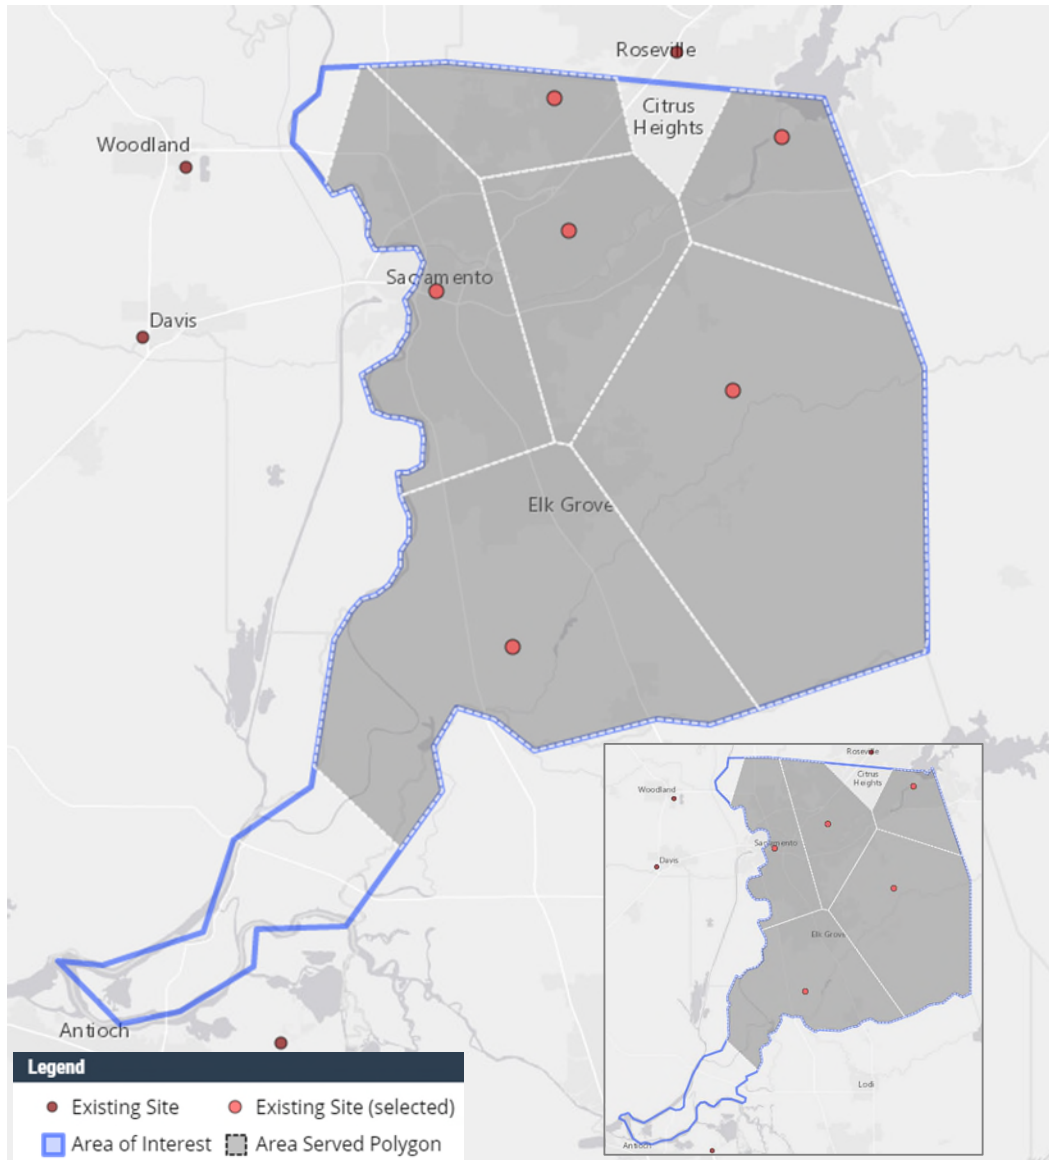 Roseville
Citrus
Heights
Woodland
Sacramento
Davis
Elk Grove
Antioch
Roseville
Citrus
Heights
Woodland
Sacramento
Davis
Elk Grove
Lodi
Antioch
Legend
Existing Site
Existing Site (selected)
Area of Interest
Area Served Polygon